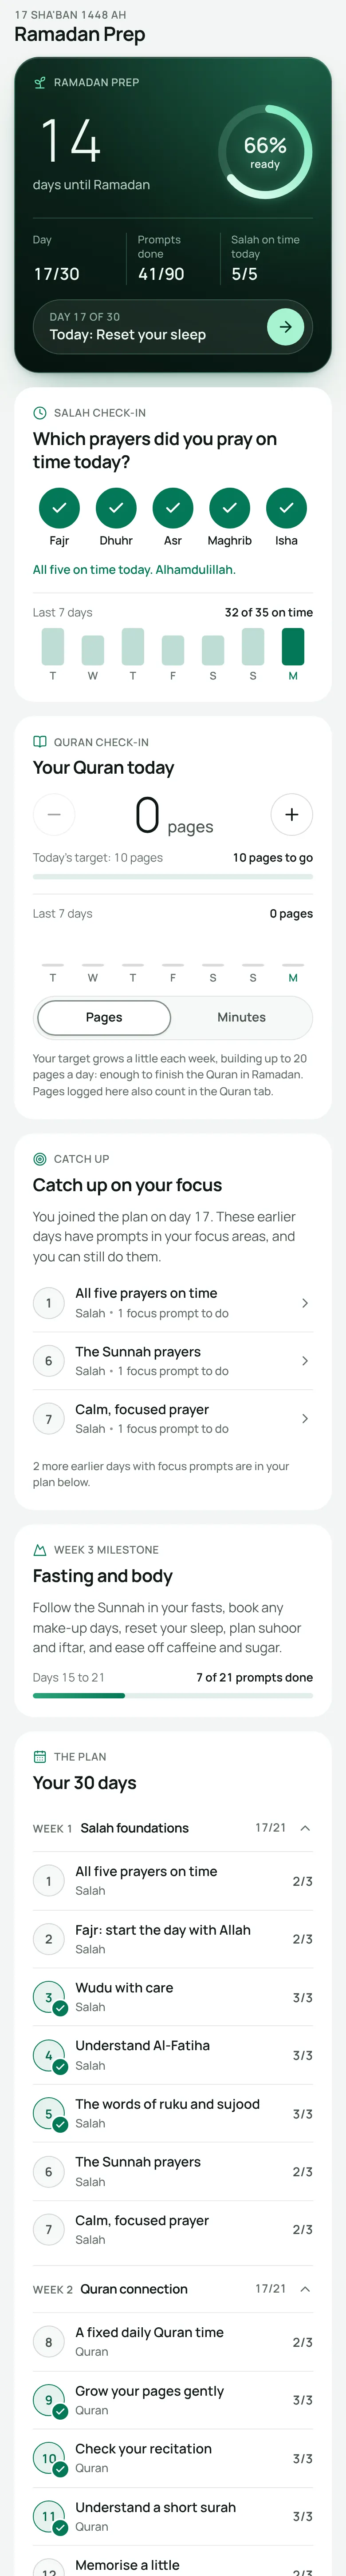 17 SHA'BAN 1448 AH
Ramadan Prep
RAMADAN PREP
14
days until Ramadan
66%
ready
Day
17/30
Prompts
done
41/90
Salah on time
today
5/5
DAY 17 OF 30
Today: Reset your sleep
SALAH CHECK-IN
Which prayers did you pray on
time today?
Fajr
Dhuhr
Asr
Maghrib
Isha
All five on time today. Alhamdulillah.
Last 7 days
32 of 35 on time
T
W
T
F
S
S
M
QURAN CHECK-IN
Your Quran today
0 pages
Today's target: 10 pages
10 pages to go
Last 7 days
0 pages
T
W
T
F
S
S
M
Pages
Minutes
Your target grows a little each week, building up to 20
pages a day: enough to finish the Quran in Ramadan.
Pages logged here also count in the Quran tab.
CATCH UP
Catch up on your focus
You joined the plan on day 17. These earlier
days have prompts in your focus areas, and
you can still do them.
1
All five prayers on time
Salah • 1 focus prompt to do
6
The Sunnah prayers
Salah • 1 focus prompt to do
7
Calm, focused prayer
Salah • 1 focus prompt to do
2 more earlier days with focus prompts are in your
plan below.
WEEK 3 MILESTONE
Fasting and body
Follow the Sunnah in your fasts, book any
make-up days, reset your sleep, plan suhoor
and iftar, and ease off caffeine and sugar.
Days 15 to 21
7 of 21 prompts done
THE PLAN
Your 30 days
WEEK 1 Salah foundations 17/21
1
All five prayers on time
Salah
2/3
2
Fajr: start the day with Allah
Salah
2/3
3
Wudu with care
Salah
3/3
4
Understand Al-Fatiha
Salah
3/3
5
The words of ruku and sujood
Salah
3/3
6
The Sunnah prayers
Salah
2/3
7
Calm, focused prayer
Salah
2/3
WEEK 2 Quran connection 17/21
8
A fixed daily Quran time
Quran
2/3
9
Grow your pages gently
Quran
3/3
10
Check your recitation
Quran
3/3
11
Understand a short surah
Quran
3/3
12
Memorise a little
2/3